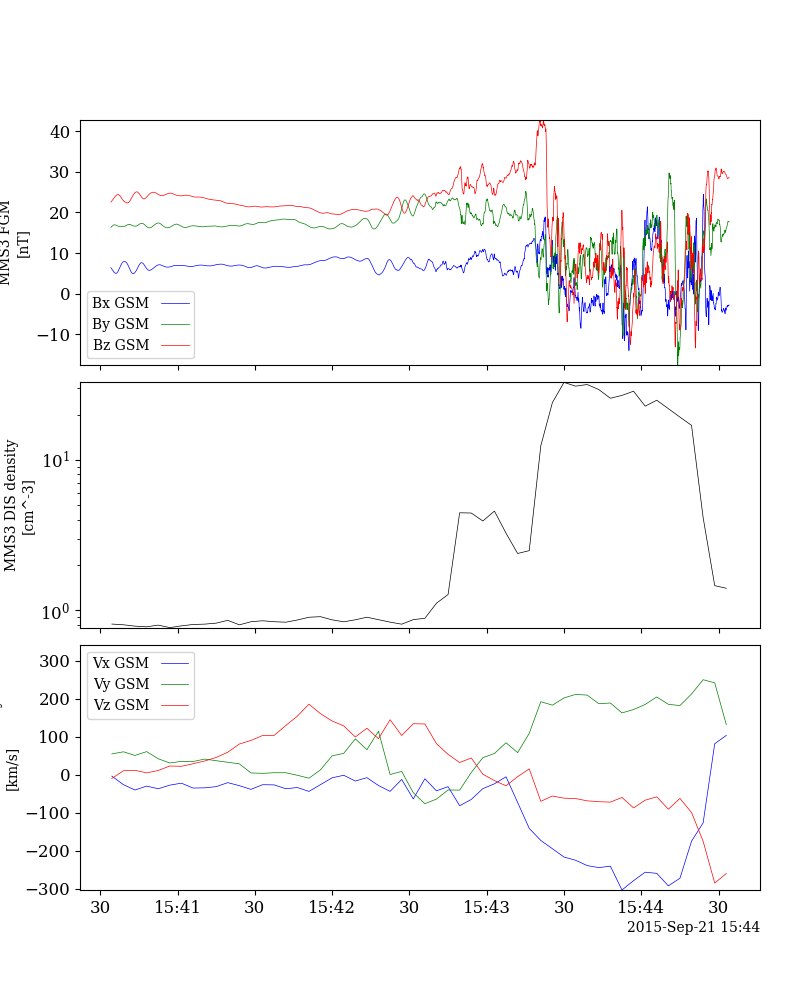 MMS3 FGM
[nT]
40
30
20
10
0
−10
Bx GSM
By GSM
Bz GSM
MMS3 DIS density
[cm^-3]
10^1
10^0
[km/s]
300
200
100
0
−100
−200
−300
Vx GSM
Vy GSM
Vz GSM
30 15:41 30 15:42 30 15:43 30 15:44 30
2015-Sep-21 15:44